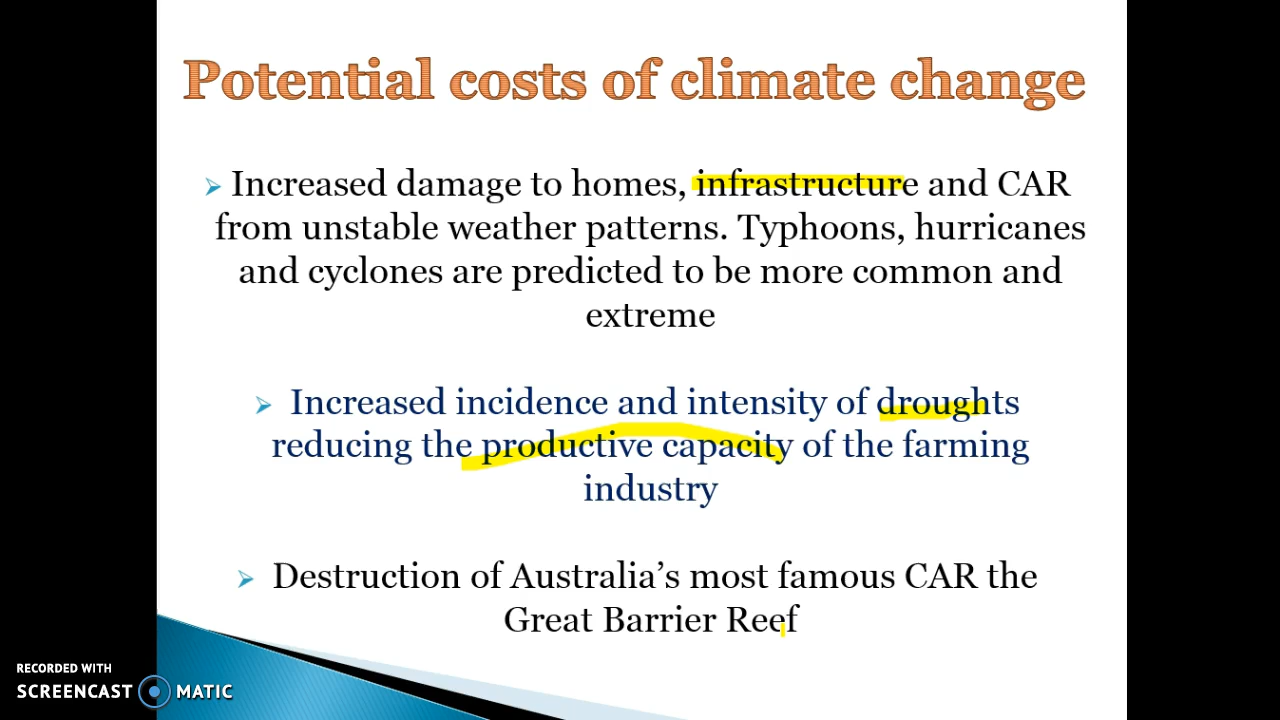 Potential costs of climate change
Increased damage to homes, infrastructure and CAR
from unstable weather patterns. Typhoons, hurricanes
and cyclones are predicted to be more common and
extreme
Increased incidence and intensity of droughts
reducing the productive capacity of the farming
industry
Destruction of Australia’s most famous CAR the
Great Barrier Reef
RECORDED WITH
SCREENCAST MATIC